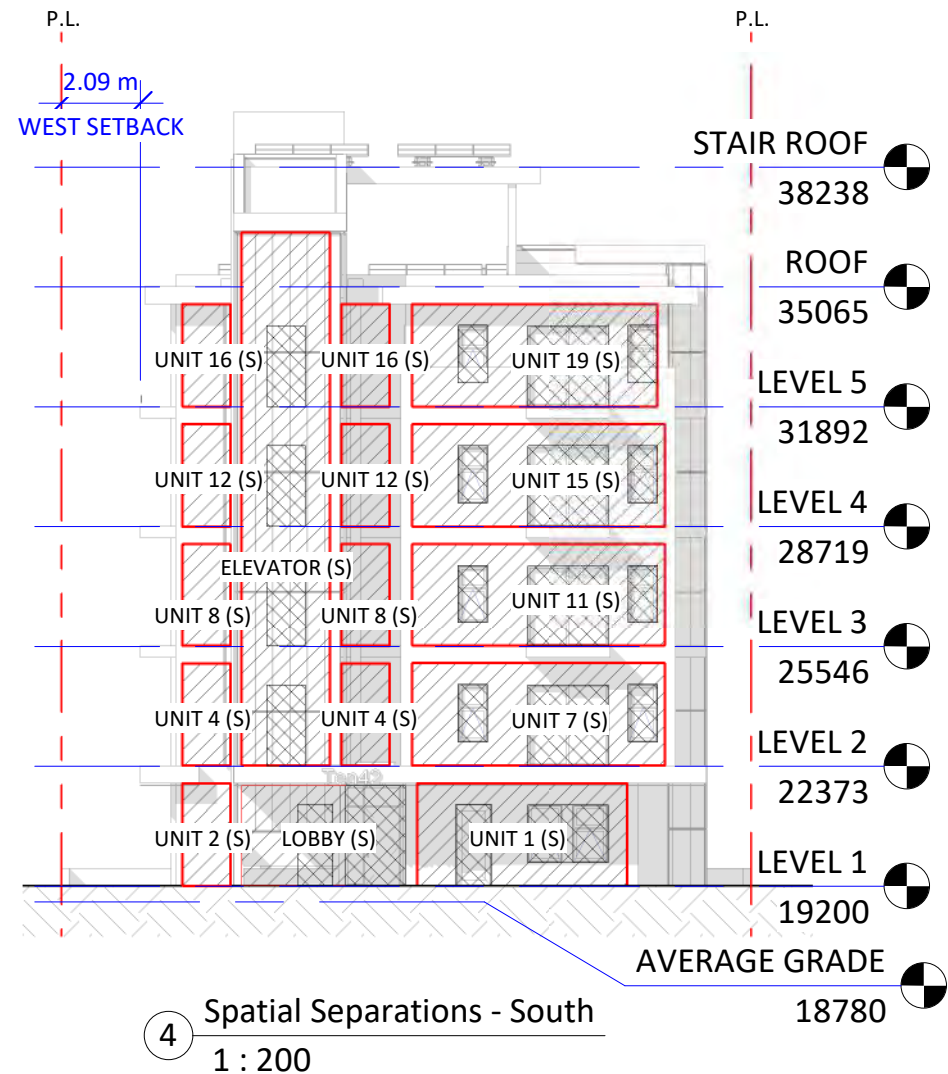 P.L.
P.L.
2.09 m
WEST SETBACK
STAIR ROOF
38238
ROOF
35065
UNIT 16 (S)
UNIT 16 (S)
UNIT 19 (S)
LEVEL 5
31892
UNIT 12 (S)
UNIT 12 (S)
UNIT 15 (S)
LEVEL 4
28719
ELEVATOR (S)
UNIT 8 (S)
UNIT 8 (S)
UNIT 11 (S)
LEVEL 3
25546
UNIT 4 (S)
UNIT 4 (S)
UNIT 7 (S)
LEVEL 2
22373
UNIT 2 (S)
LOBBY (S)
UNIT 1 (S)
LEVEL 1
19200
AVERAGE GRADE
18780
4
Spatial Separations - South
1 : 200